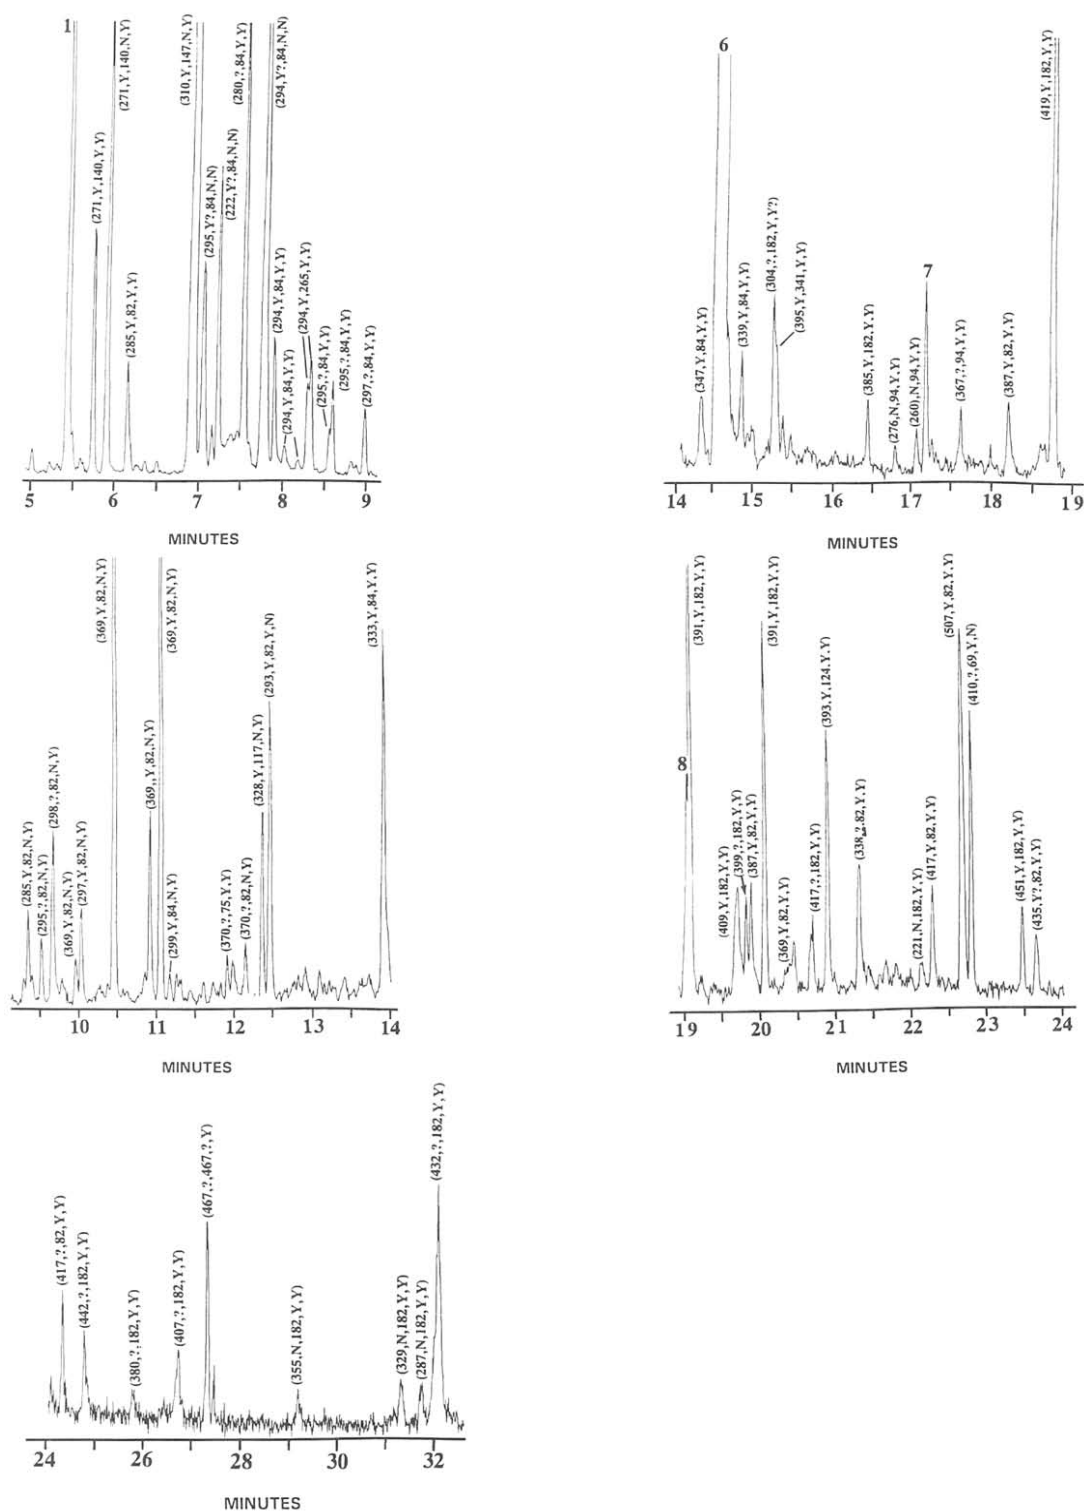 1
(271,Y,140,Y,Y)
(271,Y,140,N,Y)
(285,Y,82,Y,Y)
(310,Y,147,N,Y)
(295,Y?,84,N,N)
(222,Y?,84,N,N)
(280,?,84,Y,Y)
(294,Y?,84,N,N)
(294,Y,84,Y,Y)
(294,Y,84,Y,Y)
(294,Y,265,Y,Y)
(295,?,84,Y,Y)
(295,?,84,Y,Y)
(297,?,84,Y,Y)
5 6 7 8 9
MINUTES
6
(347,Y,84,Y,Y)
(339,Y,84,Y,Y)
(304,?,182,Y,Y?)
(395,Y,341,Y,Y)
(385,Y,182,Y,Y)
(276,N,94,Y,Y)
(260),N,94,Y,Y)
7
(367,?,94,Y,Y)
(387,Y,82,Y,Y)
(419,Y,182,Y,Y)
14 15 16 17 18 19
MINUTES
(285,Y,82,N,Y)
(295,?,82,N,Y)
(298,?,82,N,Y)
(369,Y,82,N,Y)
(297,Y,82,N,Y)
(369,Y,82,N,Y)
(369,,Y,82,N,Y)
(369,Y,82,N,Y)
(299,Y,84,N,Y)
(370,?,75,Y,Y)
(370,?,82,N,Y)
(328,Y,117,N,Y)
(293,Y,82,Y,N)
(333,Y,84,Y,Y)
10 11 12 13 14
MINUTES
8
(391,Y,182,Y,Y)
(409,Y,182,Y,Y)
(399,?,182,Y,Y)
(387,Y,82,Y,Y)
(391,Y,182,Y,Y)
(369,Y,82,Y,Y)
(417,?,182,Y,Y)
(393,Y,124,Y,Y)
(338,?,82,Y,Y)
(221,N,182,Y,Y)
(417,Y,82,Y,Y)
(507,Y,82,Y,Y)
(410,?,69,Y,N)
(451,Y,182,Y,Y)
(435,Y?,82,Y,Y)
19 20 21 22 23 24
MINUTES
(417,?,82,Y,Y)
(442,?,182,Y,Y)
(380,?,182,Y,Y)
(407,?,182,Y,Y)
(467,?,467,?,Y)
(355,N,182,Y,Y)
(329,N,182,Y,Y)
(287,N,182,Y,Y)
(432,?,182,Y,Y)
24 26 28 30 32
MINUTES